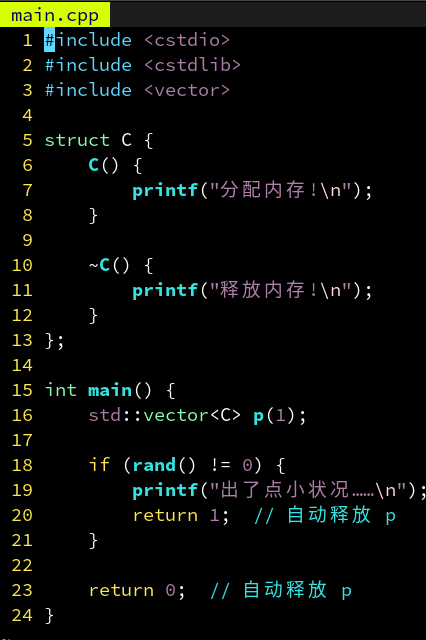 main.cpp
1 #include <cstdio>
2 #include <cstdlib>
3 #include <vector>
4
5 struct C {
6     C() {
7         printf("分配内存!\n");
8     }
9
10     ~C() {
11         printf("释放内存!\n");
12     }
13 };
14
15 int main() {
16     std::vector<C> p(1);
17
18     if (rand() != 0) {
19         printf("出了点小状况……\n");
20         return 1;  // 自动释放 p
21     }
22
23     return 0;  // 自动释放 p
24 }